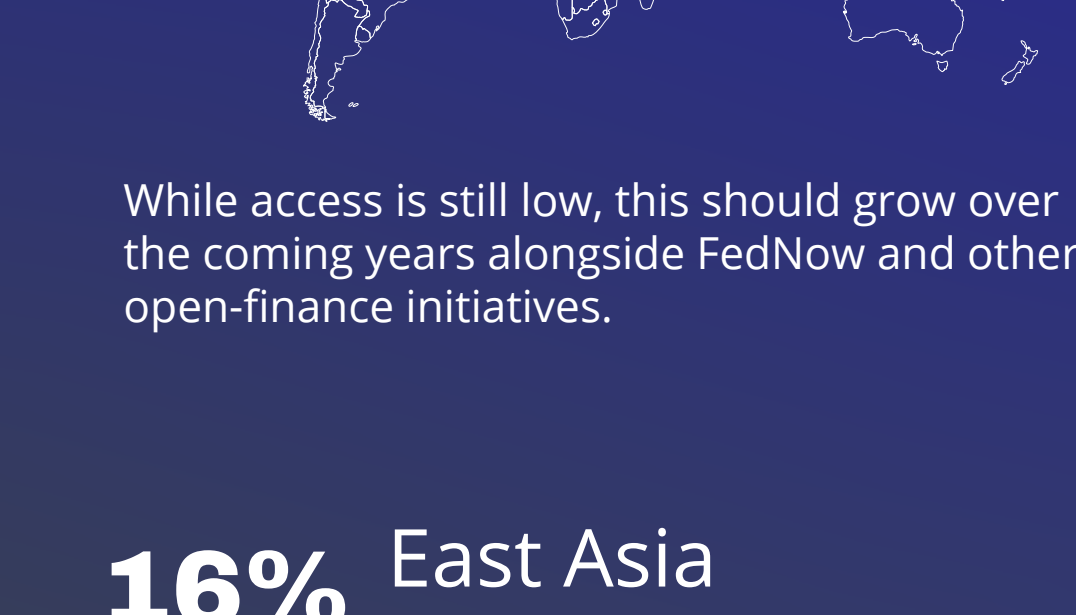 While access is still low, this should grow over
the coming years alongside FedNow and other
open-finance initiatives.
16% East Asia